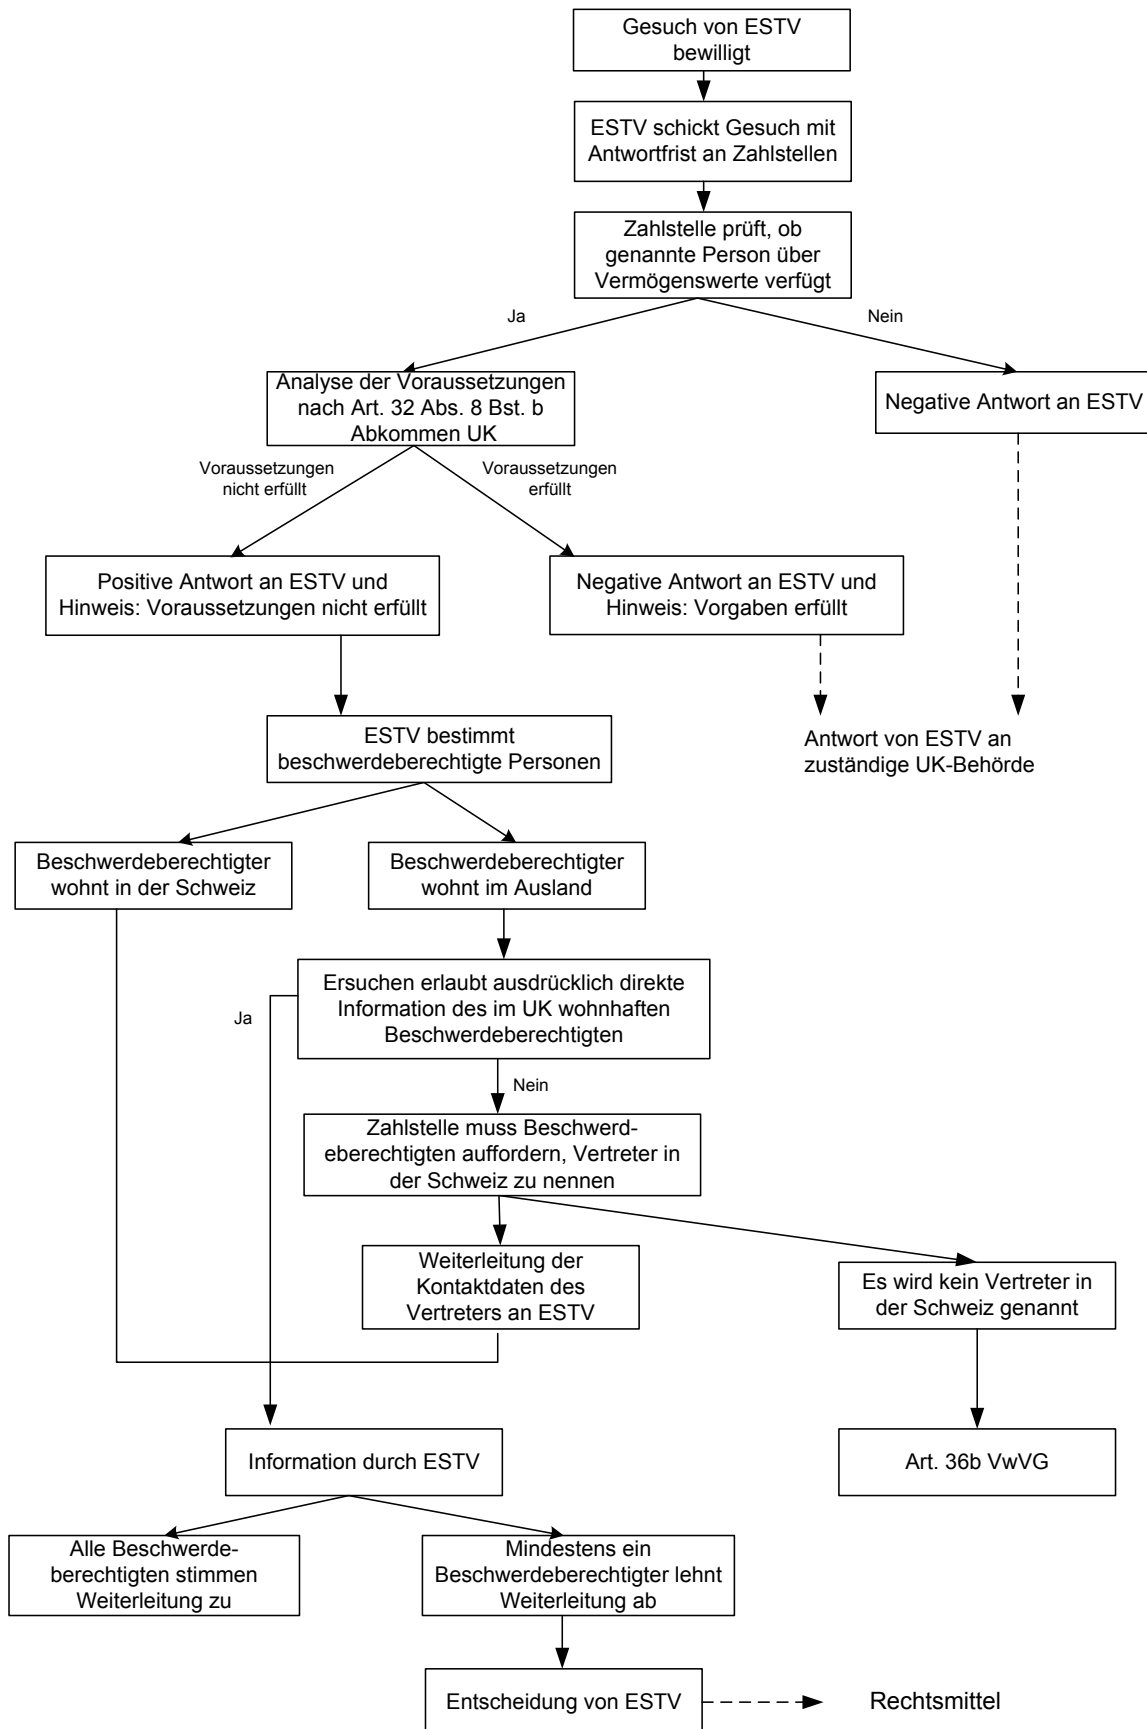 Gesuch von ESTV
bewilligt
ESTV schickt Gesuch mit
Antwortfrist an Zahlstellen
Zahlstelle prüft, ob
genannte Person über
Vermögenswerte verfügt
Ja
Nein
Analyse der Voraussetzungen
nach Art. 32 Abs. 8 Bst. b
Abkommen UK
Negative Antwort an ESTV
Voraussetzungen
nicht erfüllt
Voraussetzungen
erfüllt
Positive Antwort an ESTV und
Hinweis: Voraussetzungen nicht erfüllt
Negative Antwort an ESTV und
Hinweis: Vorgaben erfüllt
ESTV bestimmt
beschwerdeberechtigte Personen
Antwort von ESTV an
zuständige UK-Behörde
Beschwerdeberechtigter
wohnt in der Schweiz
Beschwerdeberechtigter
wohnt im Ausland
Ersuchen erlaubt ausdrücklich direkte
Information des im UK wohnhaften
Beschwerdeberechtigten
Ja
Nein
Zahlstelle muss Beschwerd-
eberechtigten auffordern, Vertreter in
der Schweiz zu nennen
Weiterleitung der
Kontaktdaten des
Vertreters an ESTV
Es wird kein Vertreter in
der Schweiz genannt
Information durch ESTV
Art. 36b VwVG
Alle Beschwerde-
berechtigten stimmen
Weiterleitung zu
Mindestens ein
Beschwerdeberechtigter lehnt
Weiterleitung ab
Entscheidung von ESTV
Rechtsmittel